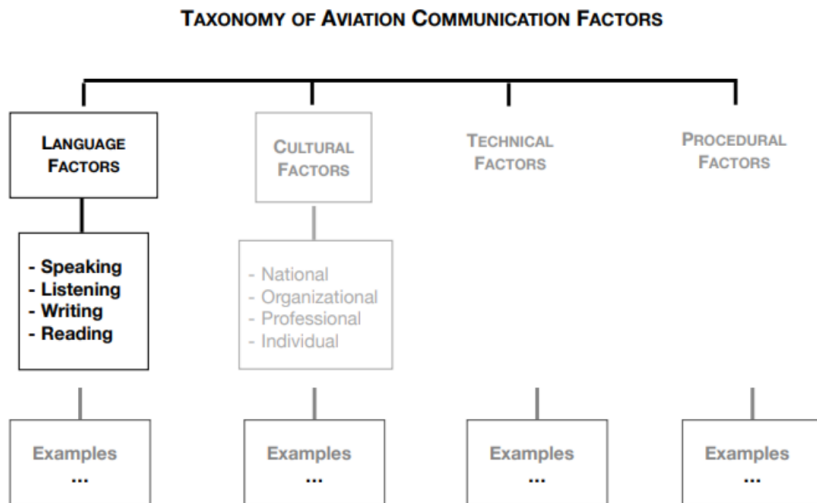 TAXONOMY OF AVIATION COMMUNICATION FACTORS
LANGUAGE
FACTORS
- Speaking
- Listening
- Writing
- Reading
Examples
...
CULTURAL
FACTORS
- National
- Organizational
- Professional
- Individual
Examples
...
TECHNICAL
FACTORS
Examples
...
PROCEDURAL
FACTORS
Examples
...